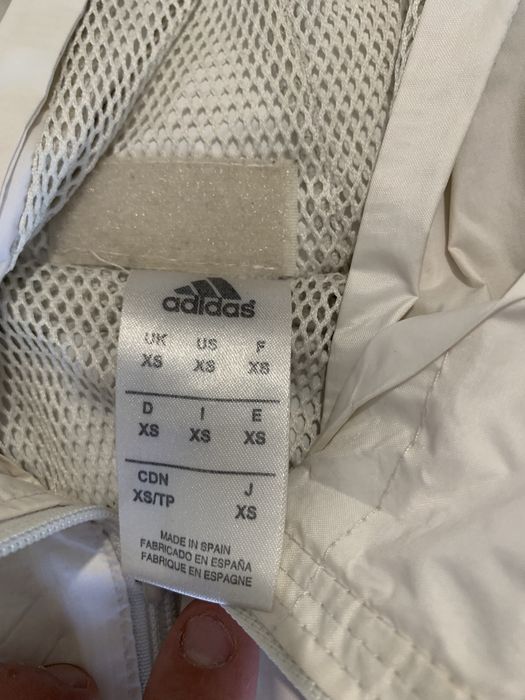 adidas
UK US F
XS XS XS
D I E
XS XS XS
CDN J
XS/TP XS
MADE IN SPAIN
FABRICADO EN ESPAÑA
FABRIQUE EN ESPAGNE